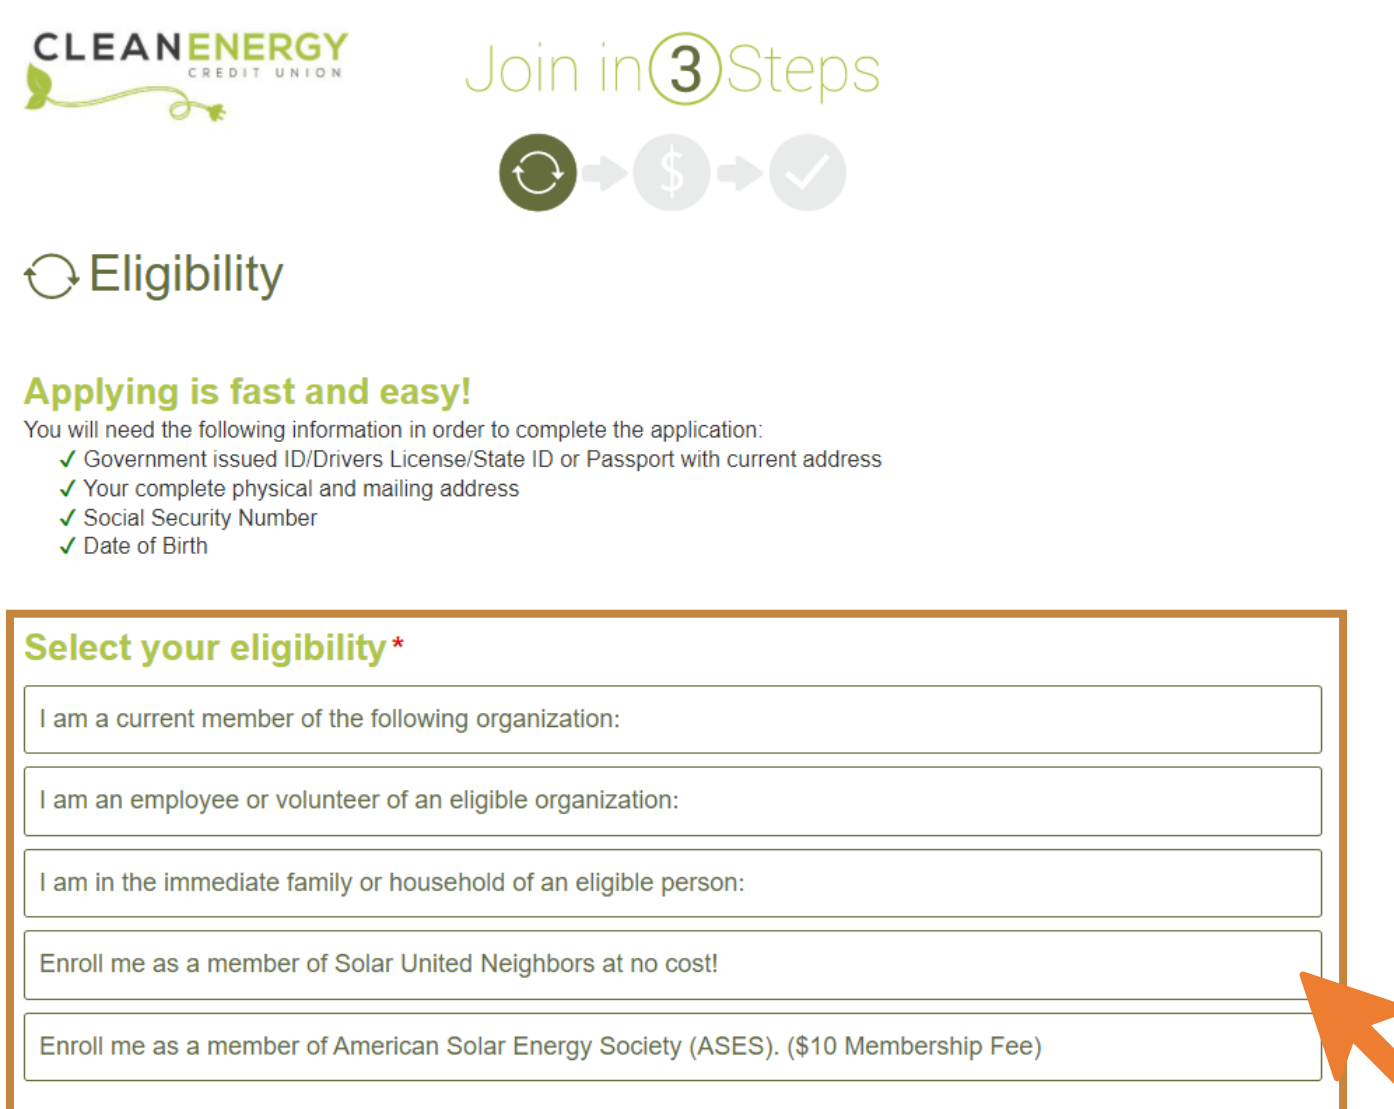 CLEANENERGY
CREDIT UNION
Join in 3 Steps
$
Eligibility
Applying is fast and easy!
You will need the following information in order to complete the application:
✓ Government issued ID/Drivers License/State ID or Passport with current address
✓ Your complete physical and mailing address
✓ Social Security Number
✓ Date of Birth
Select your eligibility *
I am a current member of the following organization:
I am an employee or volunteer of an eligible organization:
I am in the immediate family or household of an eligible person:
Enroll me as a member of Solar United Neighbors at no cost!
Enroll me as a member of American Solar Energy Society (ASES). ($10 Membership Fee)